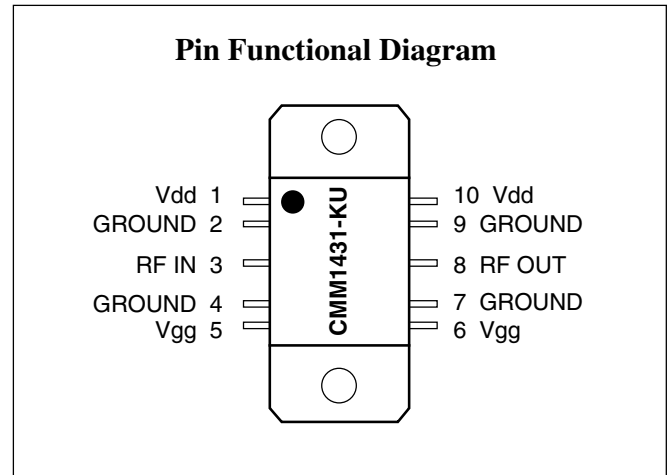 Pin Functional Diagram
Vdd 1
GROUND 2
RF IN 3
GROUND 4
Vgg 5
CMM1431-KU
10 Vdd
9 GROUND
8 RF OUT
7 GROUND
6 Vgg